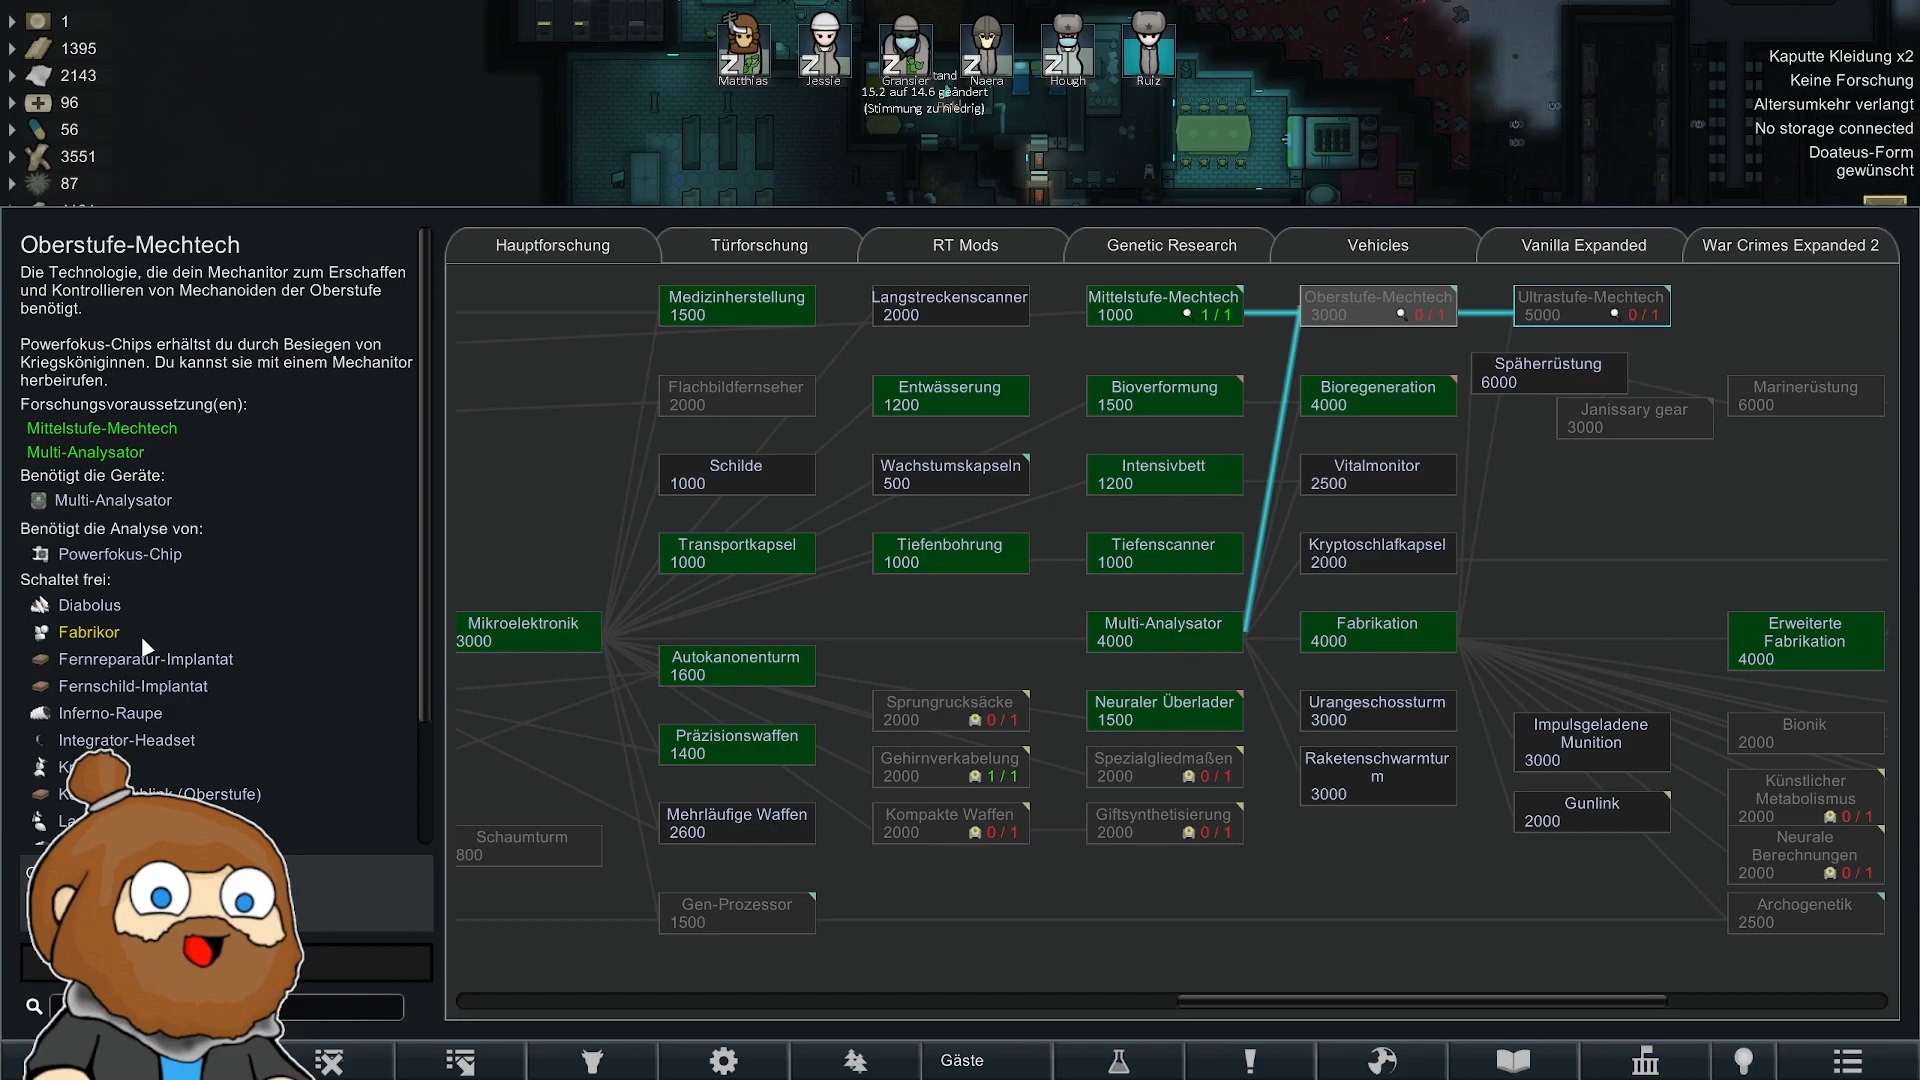 1
1395
2143
96
56
3551
87
Matthias
Jessie
Gransier
Naera
Hough
Ruiz
15.2 auf 14.6 geändert
(Stimmung zu niedrig)
Kaputte Kleidung x2
Keine Forschung
Altersumkehr verlangt
No storage connected
Doateus-Form
gewünscht
Oberstufe-Mechtech
Die Technologie, die dein Mechanitor zum Erschaffen
und Kontrollieren von Mechanoiden der Oberstufe
benötigt.
Powerfokus-Chips erhältst du durch Besiegen von
Kriegsköniginnen. Du kannst sie mit einem Mechanitor
herbeirufen.
Forschungsvoraussetzung(en):
Mittelstufe-Mechtech
Multi-Analysator
Benötigt die Geräte:
Multi-Analysator
Benötigt die Analyse von:
Powerfokus-Chip
Schaltet frei:
Diabolus
Fabrikor
Fernreparatur-Implantat
Fernschild-Implantat
Inferno-Raupe
Integrator-Headset
(Oberstufe)
Hauptforschung
Türforschung
RT Mods
Genetic Research
Vehicles
Vanilla Expanded
War Crimes Expanded 2
Medizinherstellung
1500
Langstreckenscanner
2000
Mittelstufe-Mechtech
1000 1 / 1
Oberstufe-Mechtech
3000 0 / 1
Ultrastufe-Mechtech
5000 0 / 1
Späherrüstung
6000
Flachbildfernseher
2000
Entwässerung
1200
Bioverformung
1500
Bioregeneration
4000
Janissary gear
3000
Marinerüstung
6000
Schilde
1000
Wachstumskapseln
500
Intensivbett
1200
Vitalmonitor
2500
Transportkapsel
1000
Tiefenbohrung
1000
Tiefenscanner
1000
Kryptoschlafkapsel
2000
Mikroelektronik
3000
Multi-Analysator
4000
Fabrikation
4000
Erweiterte
Fabrikation
4000
Autokanonenturm
1600
Sprungrucksäcke
2000 0 / 1
Neuraler Überlader
1500
Urangeschossturm
3000
Impulsgeladene
Munition
3000
Bionik
2000
Präzisionswaffen
1400
Gehirnverkabelung
2000 1 / 1
Spezialgliedmaßen
2000 0 / 1
Raketenschwarmtur
m
3000
Künstlicher
Metabolismus
2000 0 / 1
Mehrläufige Waffen
2600
Kompakte Waffen
2000 0 / 1
Giftsynthetisierung
2000 0 / 1
Gunlink
2000
Neurale
Berechnungen
2000 0 / 1
Schaumturm
800
Gen-Prozessor
1500
Archogenetik
2500
Gäste